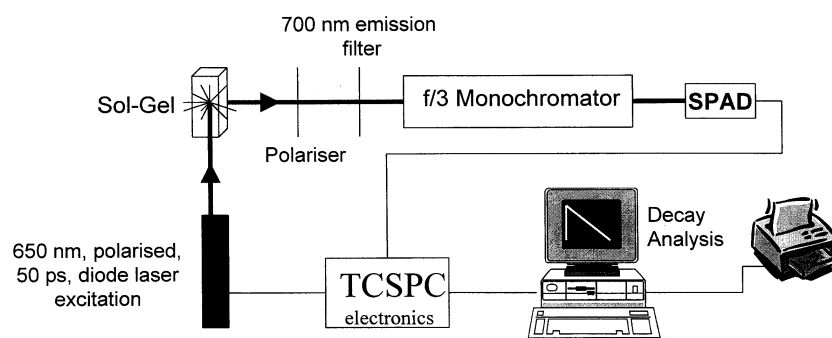 700 nm emission
filter
Sol-Gel
f/3 Monochromator
SPAD
Polariser
650 nm, polarised,
50 ps, diode laser
excitation
TCSPC
electronics
Decay
Analysis